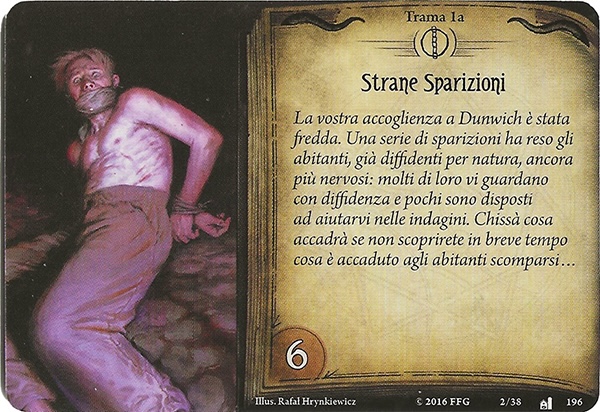 Trama 1a
Strane Sparizioni
La vostra accoglienza a Dunwich è stata
fredda. Una serie di sparizioni ha reso gli
abitanti, già diffidenti per natura, ancora
più nervosi: molti di loro vi guardano
con diffidenza e pochi sono disposti
ad aiutarvi nelle indagini. Chissà cosa
accadrà se non scoprirete in breve tempo
cosa è accaduto agli abitanti scomparsi…
6
Illus. Rafał Hrynkiewicz © 2016 FFG 2/38 196